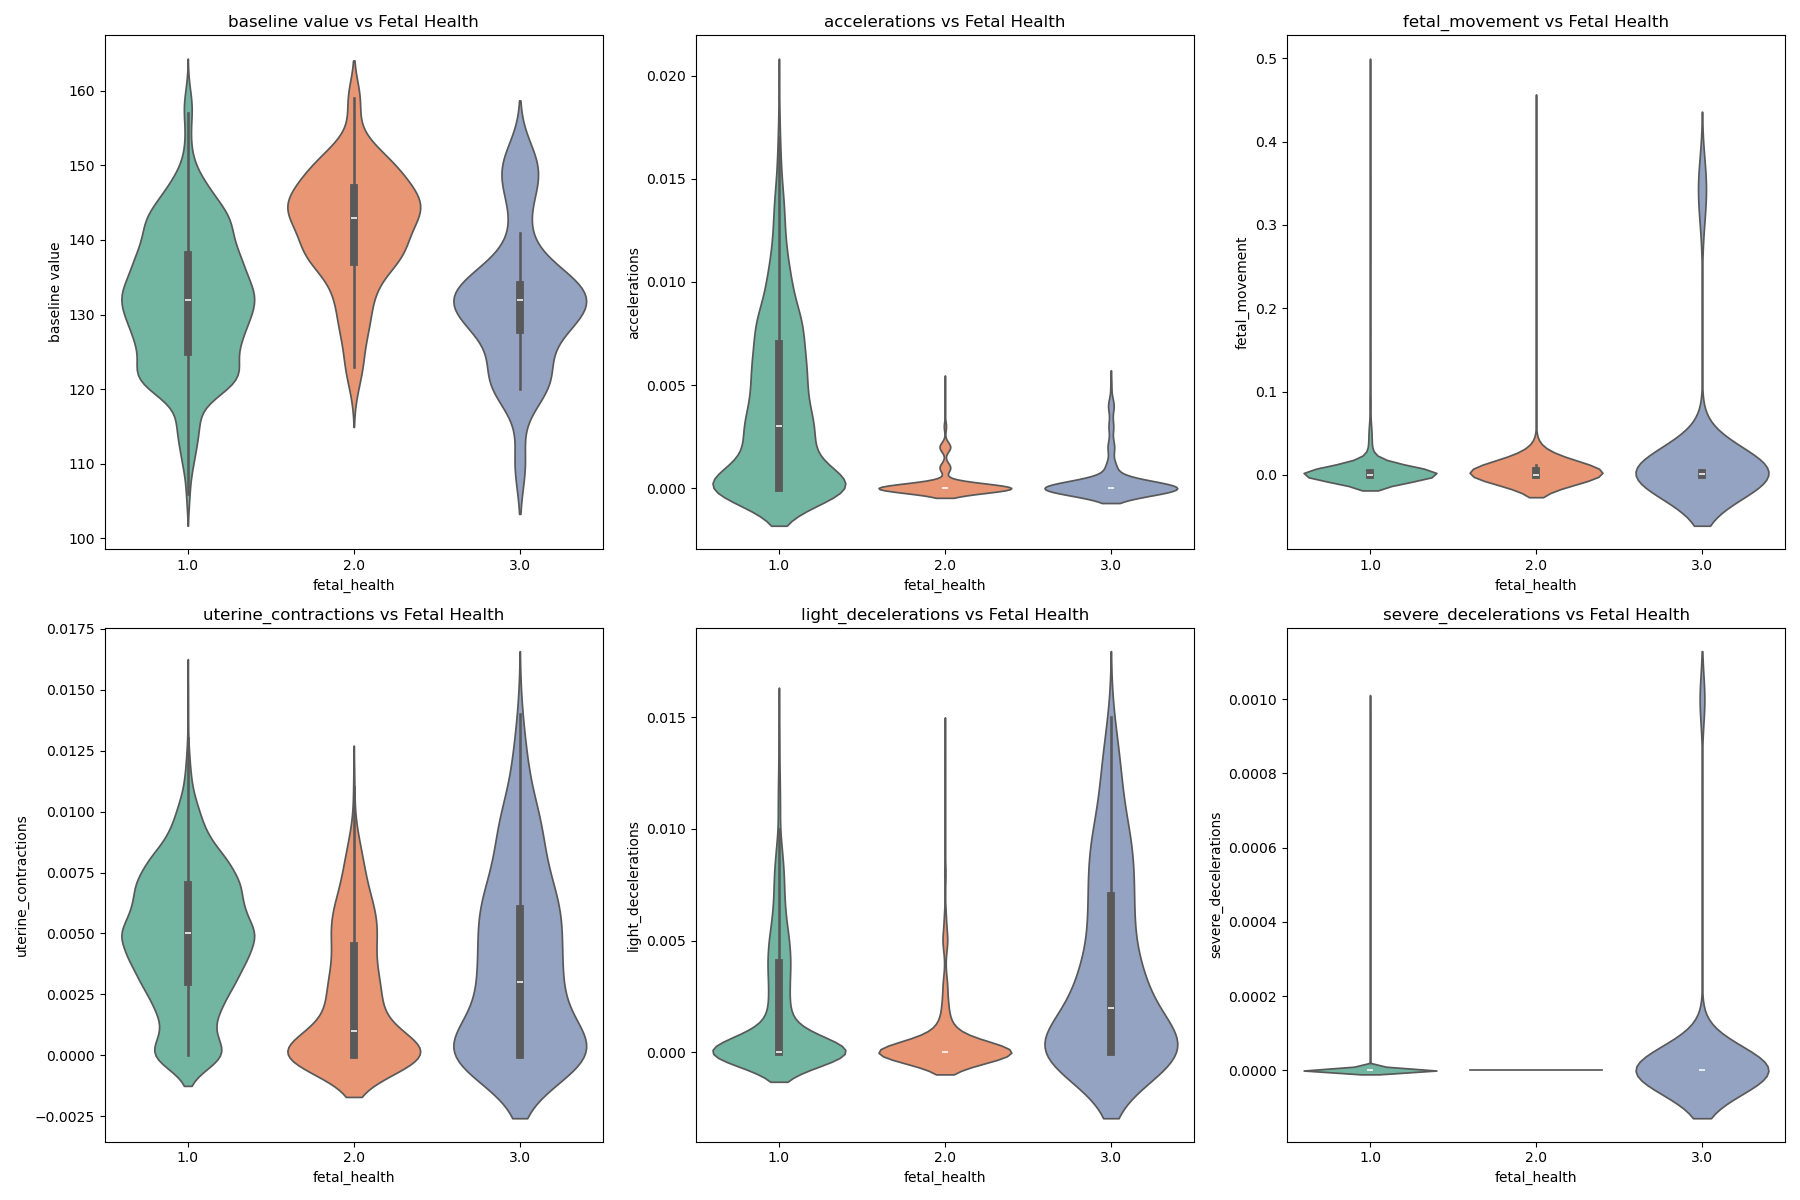 baseline value vs Fetal Health
160
150
140
130
120
110
100
baseline value
1.0 2.0 3.0
fetal_health
accelerations vs Fetal Health
0.020
0.015
0.010
0.005
0.000
accelerations
1.0 2.0 3.0
fetal_health
fetal_movement vs Fetal Health
0.5
0.4
0.3
0.2
0.1
0.0
fetal_movement
1.0 2.0 3.0
fetal_health
uterine_contractions vs Fetal Health
0.0175
0.0150
0.0125
0.0100
0.0075
0.0050
0.0025
0.0000
−0.0025
uterine_contractions
1.0 2.0 3.0
fetal_health
light_decelerations vs Fetal Health
0.015
0.010
0.005
0.000
light_decelerations
1.0 2.0 3.0
fetal_health
severe_decelerations vs Fetal Health
0.0010
0.0008
0.0006
0.0004
0.0002
0.0000
severe_decelerations
1.0 2.0 3.0
fetal_health